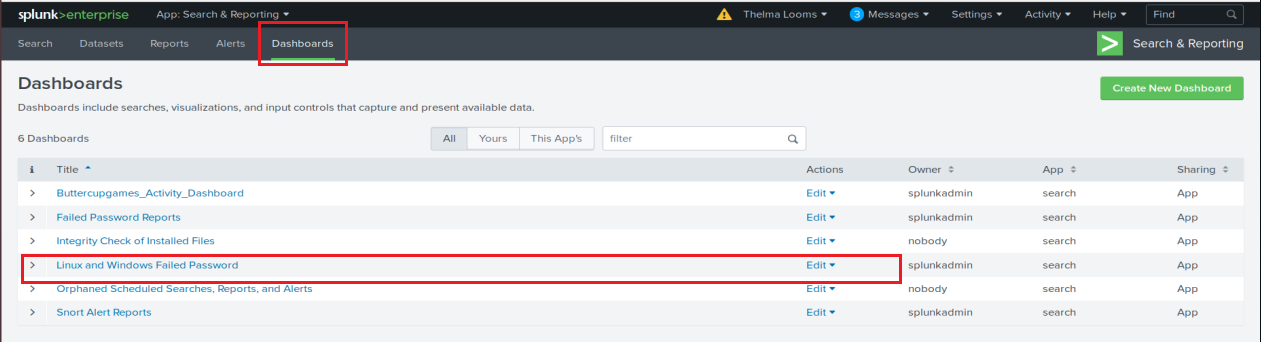 splunk>enterprise App: Search & Reporting Thelma Looms 3 Messages Settings Activity Help Find
Search Datasets Reports Alerts Dashboards > Search & Reporting
Dashboards
Create New Dashboard
Dashboards include searches, visualizations, and input controls that capture and present available data.
6 Dashboards All Yours This App's filter
i Title Actions Owner App Sharing
> Buttercupgames_Activity_Dashboard Edit splunkadmin search App
> Failed Password Reports Edit splunkadmin search App
> Integrity Check of Installed Files Edit nobody search App
> Linux and Windows Failed Password Edit splunkadmin search App
> Orphaned Scheduled Searches, Reports, and Alerts Edit nobody search App
> Snort Alert Reports Edit splunkadmin search App